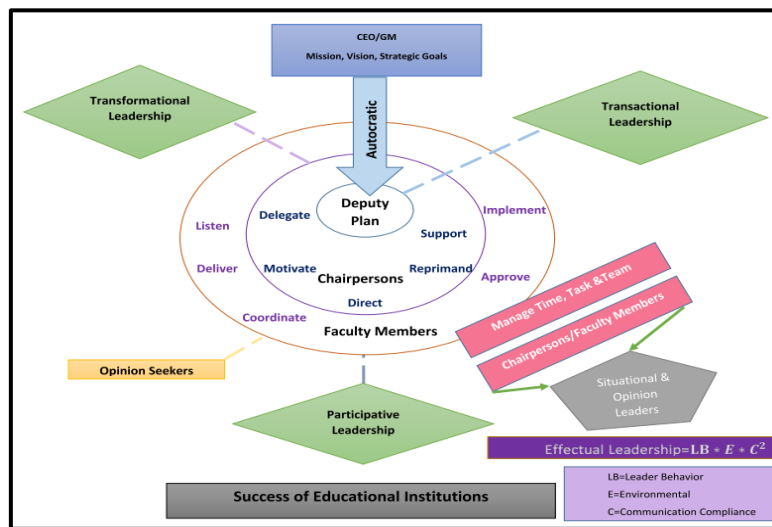 CEO/GM
Mission, Vision, Strategic Goals
Transformational
Leadership
Transactional
Leadership
Autocratic
Deputy
Plan
Delegate
Implement
Listen
Support
Deliver
Motivate
Reprimand
Approve
Chairpersons
Direct
Coordinate
Faculty Members
Manage Time, Task &Team
Chairpersons/Faculty Members
Opinion Seekers
Situational &
Opinion
Leaders
Participative
Leadership
Effectual Leadership=LB * E * C²
LB=Leader Behavior
E=Environmental
C=Communication Compliance
Success of Educational Institutions